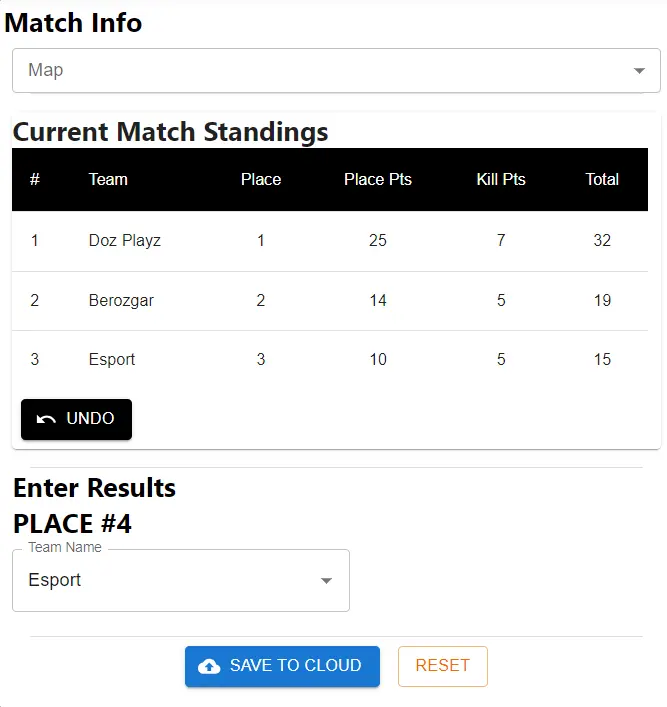 Match Info
Map
Current Match Standings
# Team Place Place Pts Kill Pts Total
1 Doz Playz 1 25 7 32
2 Berozgar 2 14 5 19
3 Esport 3 10 5 15
UNDO
Enter Results
PLACE #4
Team Name
Esport
SAVE TO CLOUD RESET